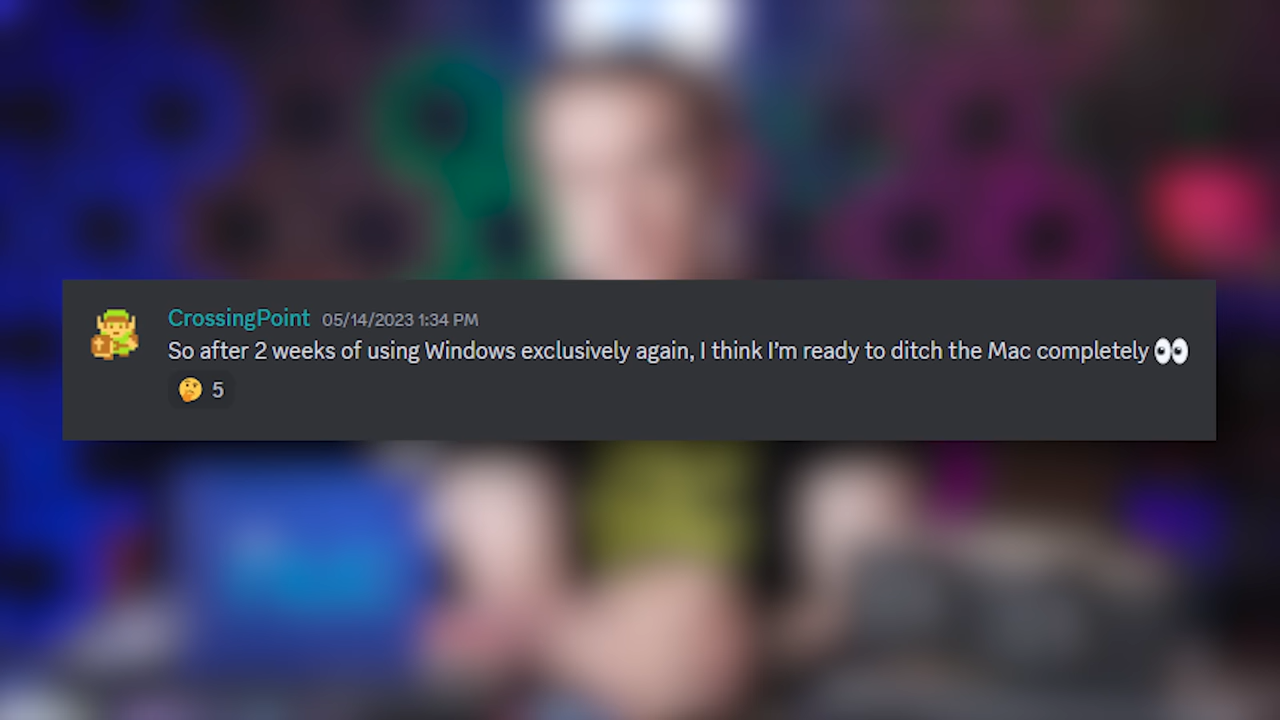 CrossingPoint 05/14/2023 1:34 PM
So after 2 weeks of using Windows exclusively again, I think I'm ready to ditch the Mac completely 👀
🤔 5